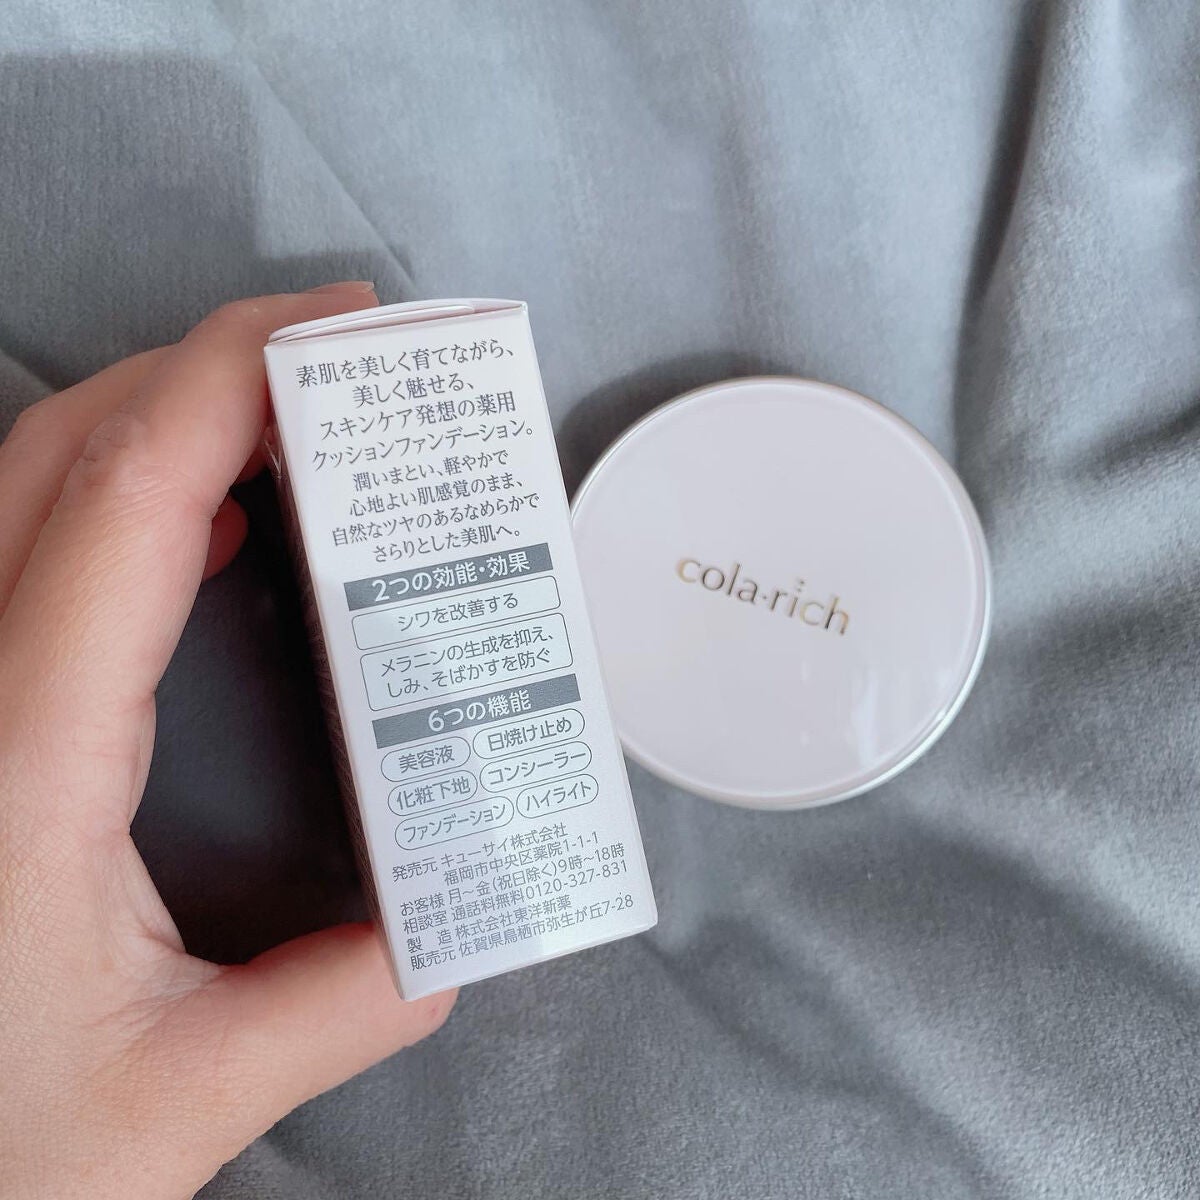 素肌を美しく育てながら、
美しく魅せる、
スキンケア発想の薬用
クッションファンデーション。
潤いまとい、軽やかで
心地よい肌感覚のまま、
自然なツヤのあるなめらかで
さらりとした美肌へ。
2つの効能・効果
シワを改善する
メラニンの生成を抑え、
しみ、そばかすを防ぐ
6つの機能
美容液 日焼け止め
化粧下地 コンシーラー
ファンデーション ハイライト
発売元 キューサイ株式会社
福岡市中央区薬院1-1-1
お客様 月～金(祝日除く)9時～18時
相談室 通話料無料0120-327-831
製 造 株式会社東洋新薬
販売元 佐賀県鳥栖市弥生が丘7-28
cola·rich